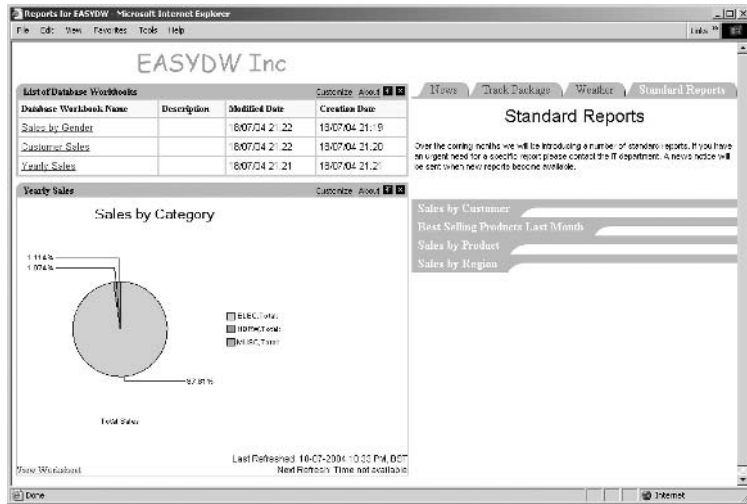 Reports for EASYDW - Microsoft Internet Explorer
File Edit View Favorites Tools Help
Links »
EASYDW Inc
List of Database Workbooks
Customize About
Database Workbook Name Description Modified Date Creation Date
Sales by Gender 18/07/04 21:22 18/07/04 21:19
Customer Sales 18/07/04 21:22 18/07/04 21:20
Yearly Sales 18/07/04 21:21 18/07/04 21:21
Yearly Sales
Customize About
Sales by Category
1.114%
1.074%
ELEC,Total:
HDRW,Total:
MUSC,Total:
97.81%
Total Sales
Last Refreshed: 18-07-2004 10:33 PM, BST
View Worksheet
Next Refresh: Time not available
News Track Package Weather Standard Reports
Standard Reports
Over the coming months we will be introducing a number of standard reports. If you have
an urgent need for a specific report please contact the IT department. A news notice will
be sent when new reports become available.
Sales by Customer
Best Selling Products Last Month
Sales by Product
Sales by Region
Done
Internet